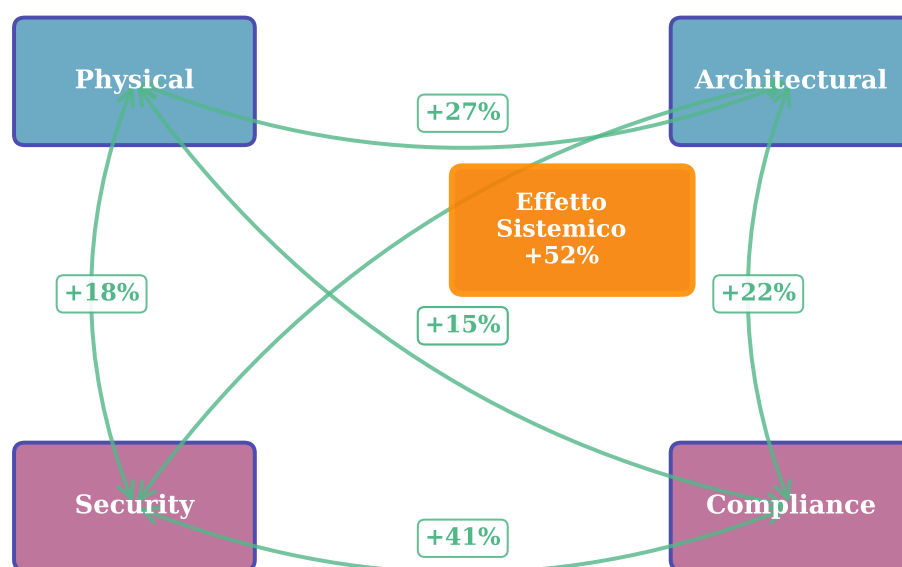 Physical
Architectural
+27%
Effetto
Sistemico
+52%
+18%
+22%
+15%
Security
Compliance
+41%